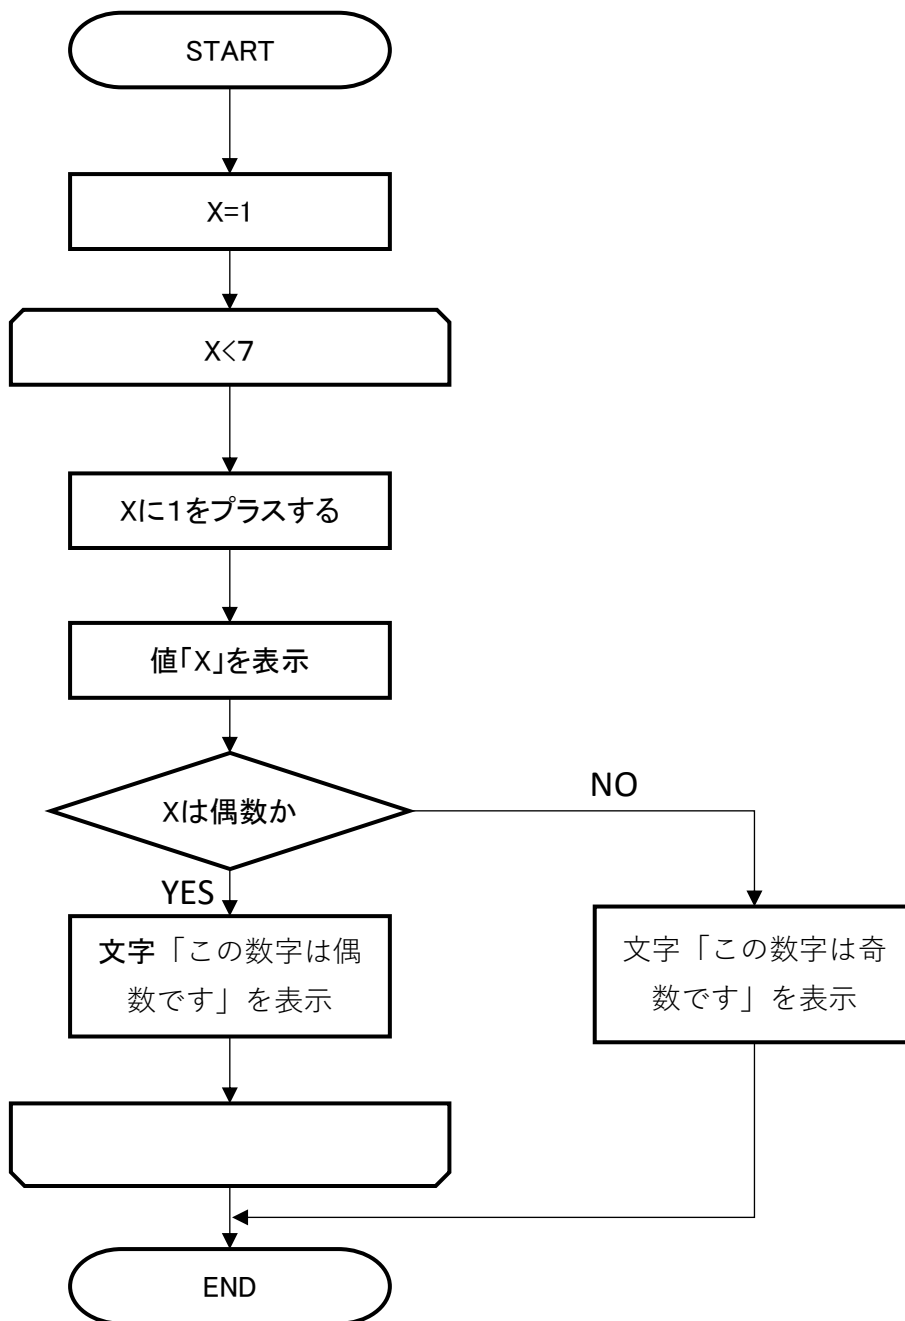 START
X=1
X<7
Xに１をプラスする
値「X」を表示
Xは偶数か
NO
YES
文字「この数字は偶
数です」を表示
文字「この数字は奇
数です」を表示
END